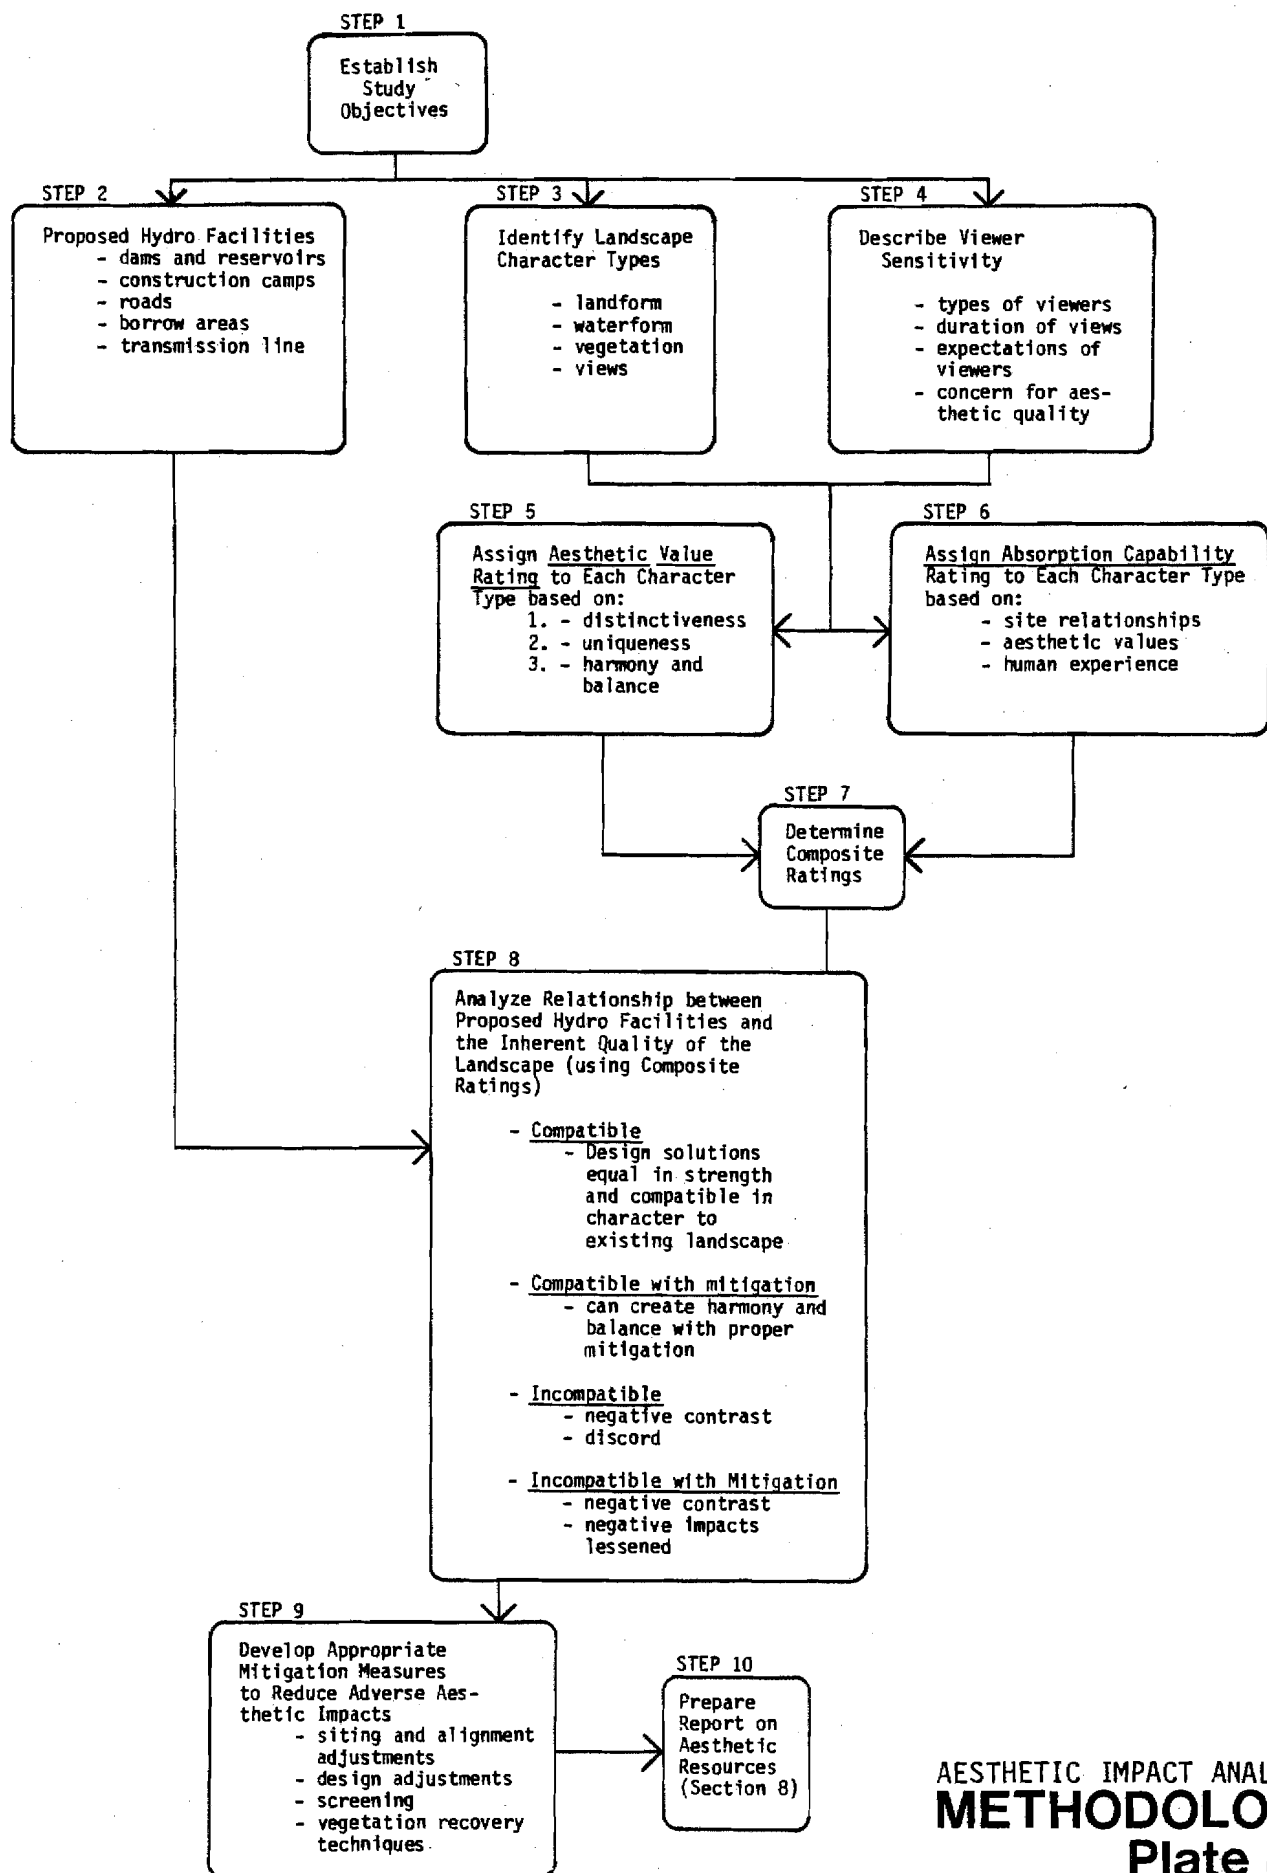 STEP 1
Establish
Study
Objectives
STEP 2
Proposed Hydro Facilities
- dams and reservoirs
- construction camps
- roads
- borrow areas
- transmission line
STEP 3
Identify Landscape
Character Types
- landform
- waterform
- vegetation
- views
STEP 4
Describe Viewer
Sensitivity
- types of viewers
- duration of views
- expectations of
viewers
- concern for aes-
thetic quality
STEP 5
Assign Aesthetic Value
Rating to Each Character
Type based on:
1. - distinctiveness
2. - uniqueness
3. - harmony and
balance
STEP 6
Assign Absorption Capability
Rating to Each Character Type
based on:
- site relationships
- aesthetic values
- human experience
STEP 7
Determine
Composite
Ratings
STEP 8
Analyze Relationship between
Proposed Hydro Facilities and
the Inherent Quality of the
Landscape (using Composite
Ratings)
- Compatible
- Design solutions
equal in strength
and compatible in
character to
existing landscape
- Compatible with mitigation
- can create harmony and
balance with proper
mitigation
- Incompatible
- negative contrast
- discord
- Incompatible with Mitigation
- negative contrast
- negative impacts
lessened
STEP 9
Develop Appropriate
Mitigation Measures
to Reduce Adverse Aes-
thetic Impacts
- siting and alignment
adjustments
- design adjustments
- screening
- vegetation recovery
techniques
STEP 10
Prepare
Report on
Aesthetic
Resources
(Section 8)
AESTHETIC IMPACT ANAL
METHODOLO
Plate